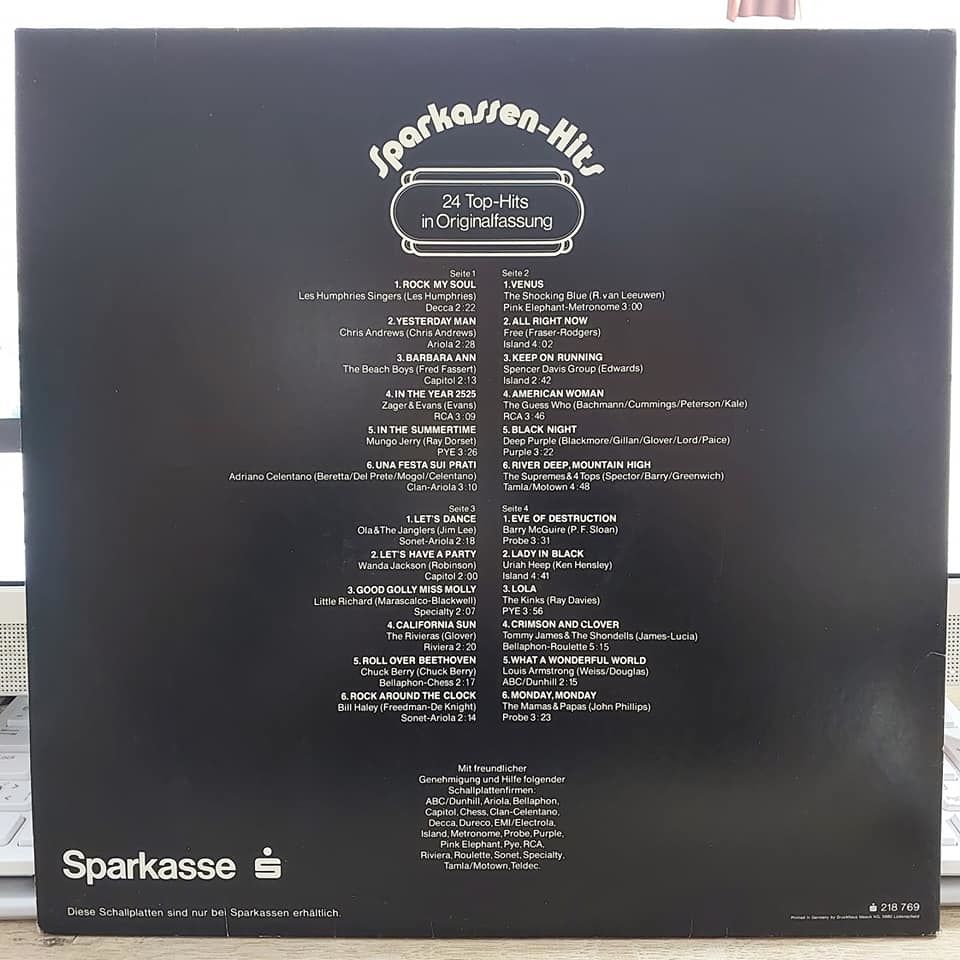 Sparkassen-Hits
24 Top-Hits
in Originalfassung
Seite 1
1. ROCK MY SOUL
Les Humphries Singers (Les Humphries)
Decca 2:22
2. YESTERDAY MAN
Chris Andrews (Chris Andrews)
Ariola 2:28
3. BARBARA ANN
The Beach Boys (Fred Fassert)
Capitol 2:13
4. IN THE YEAR 2525
Zager & Evans (Evans)
RCA 3:09
5. IN THE SUMMERTIME
Mungo Jerry (Ray Dorset)
PYE 3:26
6. UNA FESTA SUI PRATI
Adriano Celentano (Beretta/Del Prete/Mogol/Celentano)
Clan-Ariola 3:10
Seite 2
1. VENUS
The Shocking Blue (R. van Leeuwen)
Pink Elephant-Metronome 3:00
2. ALL RIGHT NOW
Free (Fraser-Rodgers)
Island 4:02
3. KEEP ON RUNNING
Spencer Davis Group (Edwards)
Island 2:42
4. AMERICAN WOMAN
The Guess Who (Bachmann/Cummings/Peterson/Kale)
RCA 3:46
5. BLACK NIGHT
Deep Purple (Blackmore/Gillan/Glover/Lord/Paice)
Purple 3:22
6. RIVER DEEP, MOUNTAIN HIGH
The Supremes & 4 Tops (Spector/Barry/Greenwich)
Tamla/Motown 4:48
Seite 3
1. LET'S DANCE
Ola & The Janglers (Jim Lee)
Sonet-Ariola 2:18
2. LET'S HAVE A PARTY
Wanda Jackson (Robinson)
Capitol 2:00
3. GOOD GOLLY MISS MOLLY
Little Richard (Marascalco-Blackwell)
Specialty 2:07
4. CALIFORNIA SUN
The Rivieras (Glover)
Riviera 2:20
5. ROLL OVER BEETHOVEN
Chuck Berry (Chuck Berry)
Bellaphon-Chess 2:17
6. ROCK AROUND THE CLOCK
Bill Haley (Freedman-De Knight)
Sonet-Ariola 2:14
Seite 4
1. EVE OF DESTRUCTION
Barry McGuire (P. F. Sloan)
Probe 3:31
2. LADY IN BLACK
Uriah Heep (Ken Hensley)
Island 4:41
3. LOLA
The Kinks (Ray Davies)
PYE 3:56
4. CRIMSON AND CLOVER
Tommy James & The Shondells (James-Lucia)
Bellaphon-Roulette 5:15
5. WHAT A WONDERFUL WORLD
Louis Armstrong (Weiss/Douglas)
ABC/Dunhill 2:15
6. MONDAY, MONDAY
The Mamas & Papas (John Phillips)
Probe 3:23
Mit freundlicher
Genehmigung und Hilfe folgender
Schallplattenfirmen:
ABC/Dunhill, Ariola, Bellaphon,
Capitol, Chess, Clan-Celentano,
Decca, Dureco, EMI/Electrola,
Island, Metronome, Probe, Purple,
Pink Elephant, Pye, RCA,
Riviera, Roulette, Sonet, Specialty,
Tamla/Motown, Teldec.
Sparkasse
Diese Schallplatten sind nur bei Sparkassen erhältlich.
218 769
Printed in Germany by Druckhaus Maack KG, 5880 Lüdenscheid